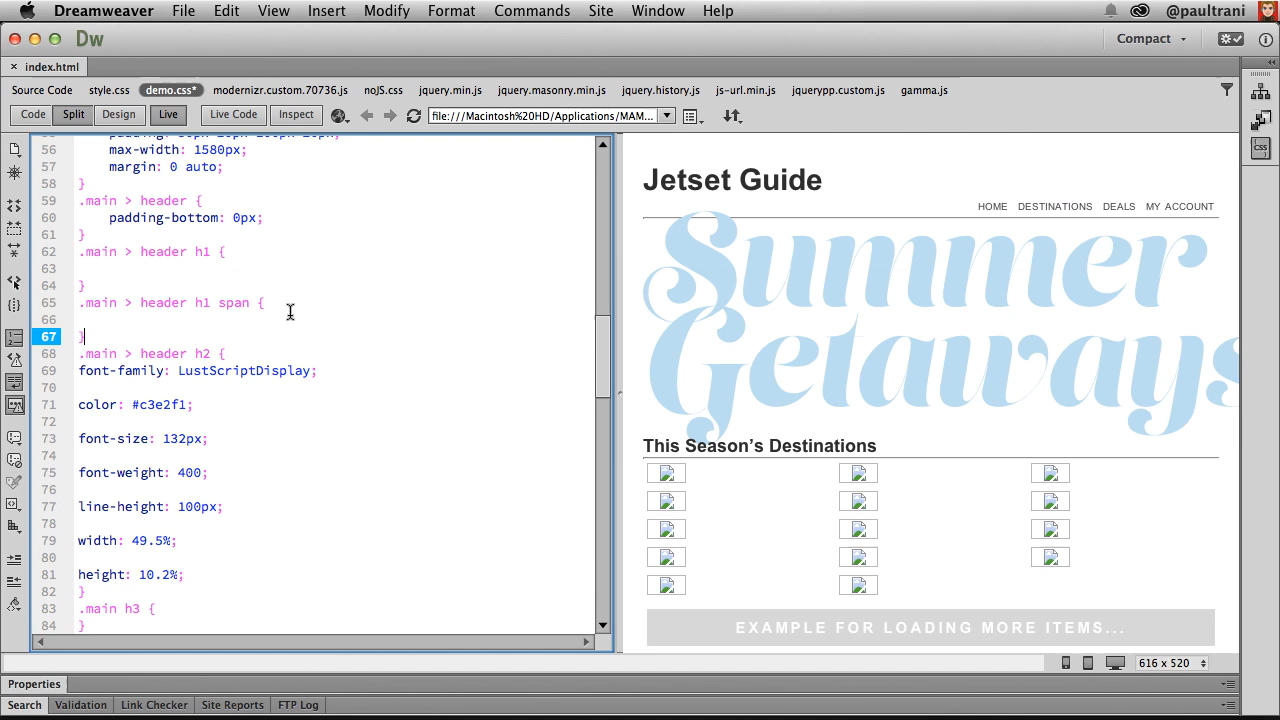 Dreamweaver File Edit View Insert Modify Format Commands Site Window Help @paultrani
Dw Compact
× index.html
Source Code style.css demo.css* modernizr.custom.70736.js noJS.css jquery.min.js jquery.masonry.min.js jquery.history.js js-url.min.js jquerypp.custom.js gamma.js
Code Split Design Live Live Code Inspect file:///Macintosh%20HD/Applications/MAM...
56 max-width: 1580px;
57 margin: 0 auto;
58 }
59 .main > header {
60 padding-bottom: 0px;
61 }
62 .main > header h1 {
63
64 }
65 .main > header h1 span {
66
67 }
68 .main > header h2 {
69 font-family: LustScriptDisplay;
70
71 color: #c3e2f1;
72
73 font-size: 132px;
74
75 font-weight: 400;
76
77 line-height: 100px;
78
79 width: 49.5%;
80
81 height: 10.2%;
82 }
83 .main h3 {
84 }
Jetset Guide
HOME DESTINATIONS DEALS MY ACCOUNT
Summer
Getaways
This Season's Destinations
EXAMPLE FOR LOADING MORE ITEMS...
CSS
616 x 520
Properties
Search Validation Link Checker Site Reports FTP Log